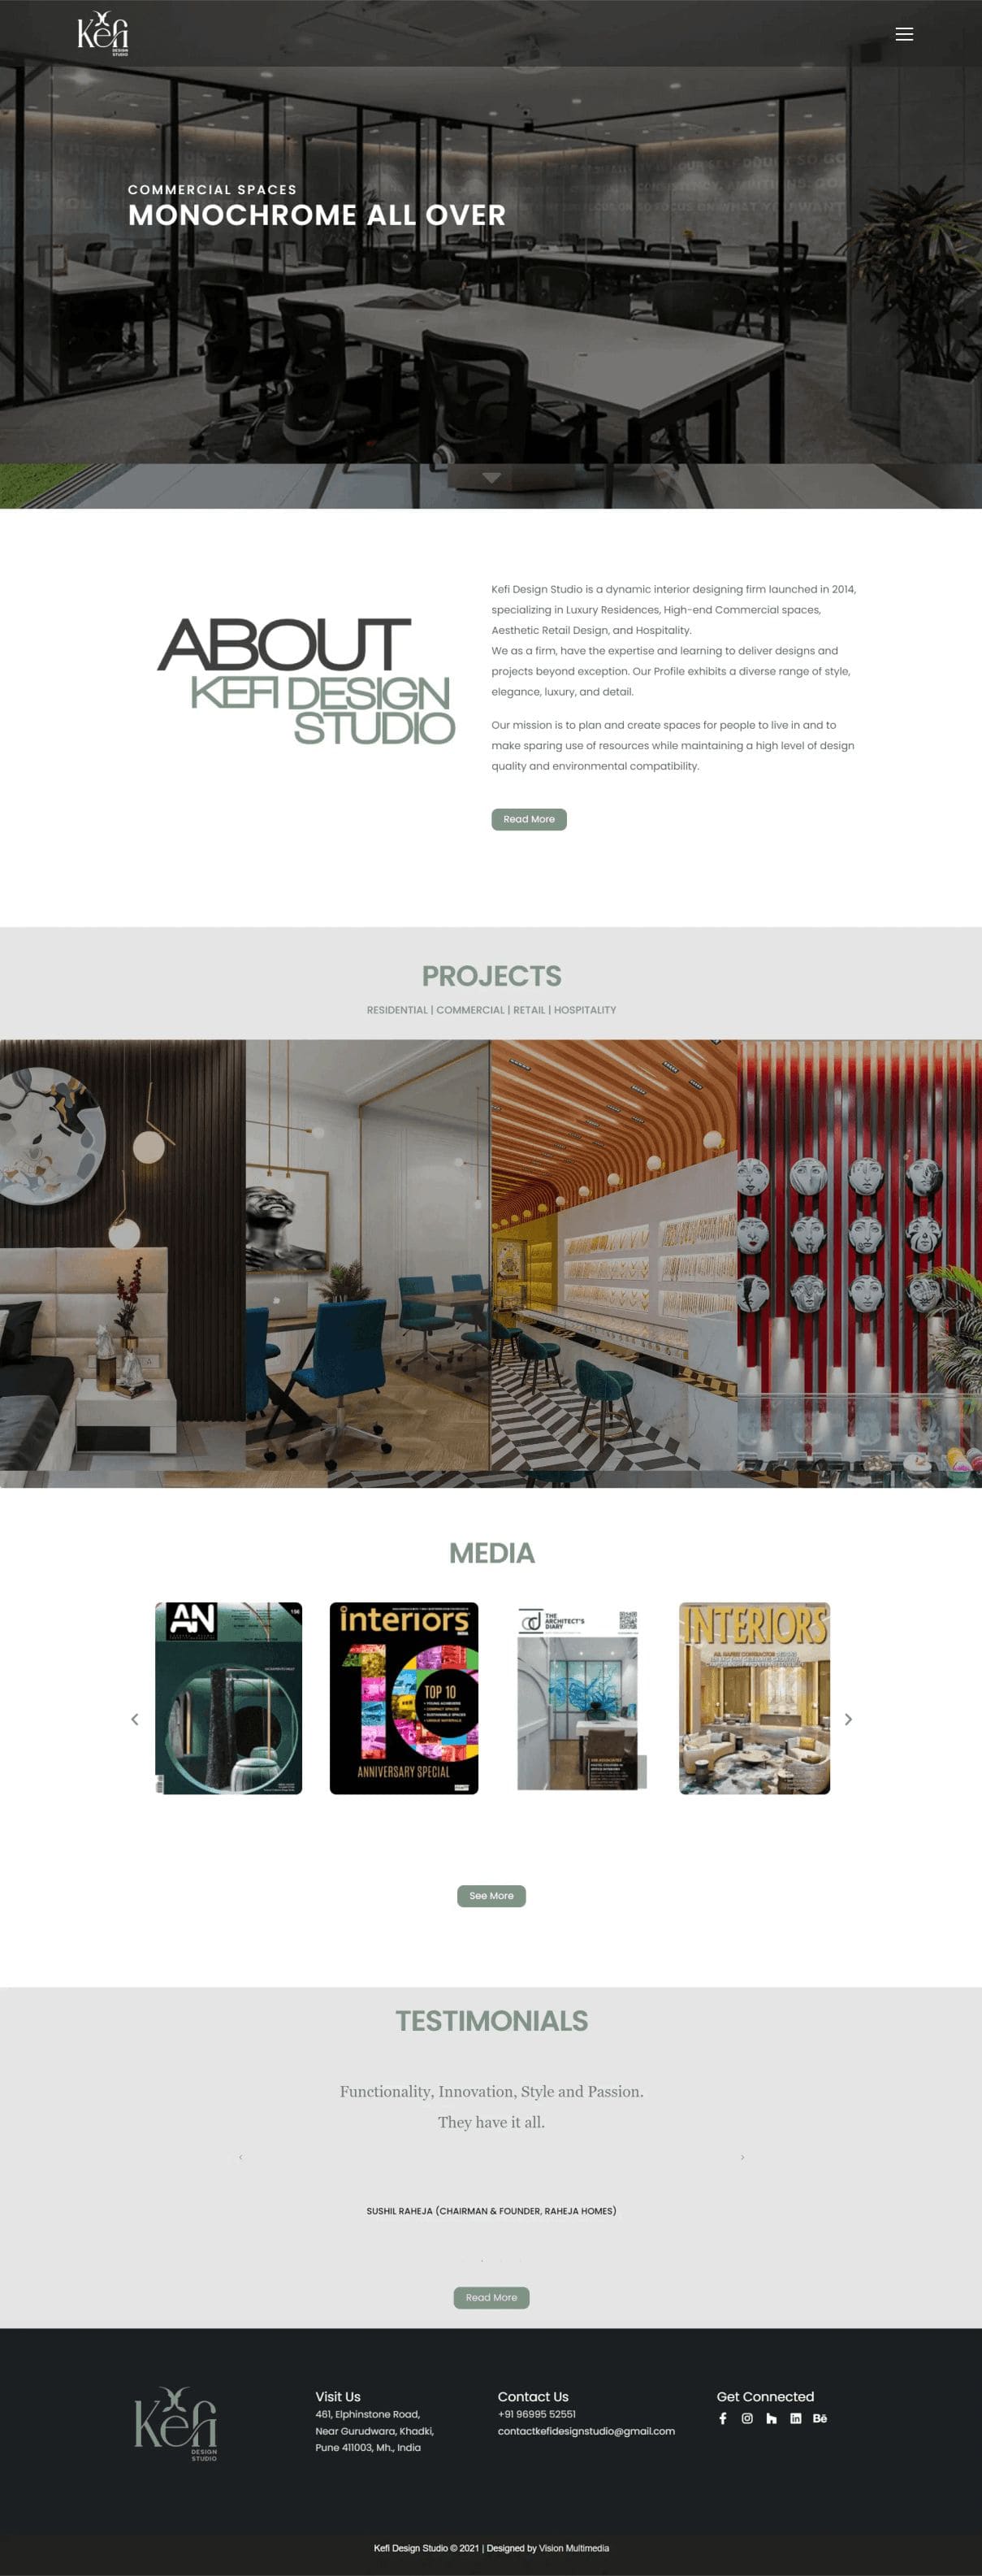 Kefi
DESIGN
STUDIO
COMMERCIAL SPACES
MONOCHROME ALL OVER
ABOUT
KEFI DESIGN
STUDIO
Kefi Design Studio is a dynamic interior designing firm launched in 2014,
specializing in Luxury Residences, High-end Commercial spaces,
Aesthetic Retail Design, and Hospitality.
We as a firm, have the expertise and learning to deliver designs and
projects beyond exception. Our Profile exhibits a diverse range of style,
elegance, luxury, and detail.
Our mission is to plan and create spaces for people to live in and to
make sparing use of resources while maintaining a high level of design
quality and environmental compatibility.
Read More
PROJECTS
RESIDENTIAL | COMMERCIAL | RETAIL | HOSPITALITY
MEDIA
AN
interiors
10
TOP 10
ANNIVERSARY SPECIAL
THE
ARCHITECT'S
DIARY
INTERIORS
See More
TESTIMONIALS
Functionality, Innovation, Style and Passion.
They have it all.
SUSHIL RAHEJA (CHAIRMAN & FOUNDER, RAHEJA HOMES)
Read More
Kefi
DESIGN
STUDIO
Visit Us
461, Elphinstone Road,
Near Gurudwara, Khadki,
Pune 411003, Mh., India
Contact Us
+91 96995 52551
contactkefidesignstudio@gmail.com
Get Connected
Bē
Kefi Design Studio © 2021 | Designed by Vision Multimedia